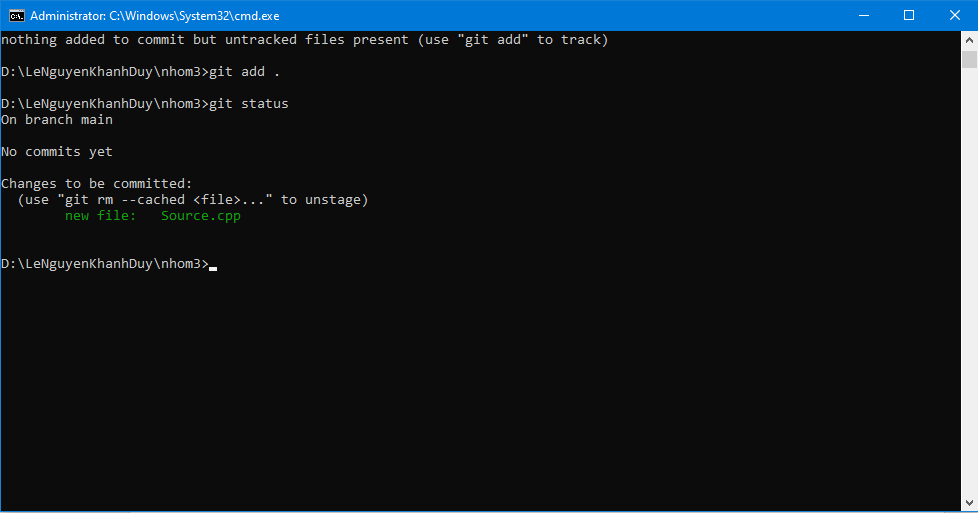 Administrator: C:\Windows\System32\cmd.exe
nothing added to commit but untracked files present (use "git add" to track)
D:\LeNguyenKhanhDuy\nhom3>git add .
D:\LeNguyenKhanhDuy\nhom3>git status
On branch main
No commits yet
Changes to be committed:
  (use "git rm --cached <file>..." to unstage)
        new file:   Source.cpp
D:\LeNguyenKhanhDuy\nhom3>